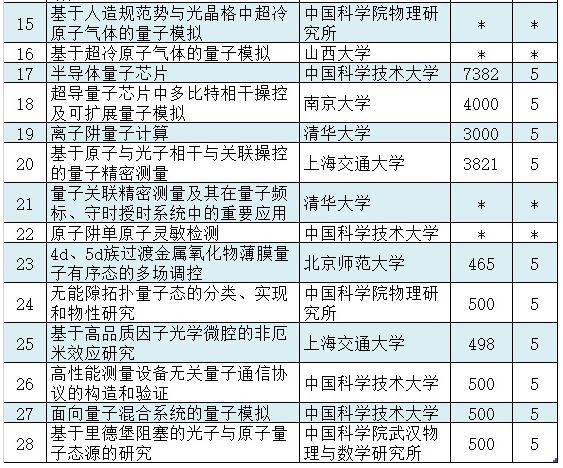 15 基于人造规范势与光晶格中超冷 中国科学院物理研 * *
原子气体的量子模拟 究所
16 基于超冷原子气体的量子模拟 山西大学 * *
17 半导体量子芯片 中国科学技术大学 7382 5
18 超导量子芯片中多比特相干操控 南京大学 4000 5
及可扩展量子模拟
19 离子阱量子计算 清华大学 3000 5
20 基于原子与光子相干与关联操控 上海交通大学 3821 5
的量子精密测量
21 量子关联精密测量及其在量子频 清华大学 * *
标、守时授时系统中的重要应用
22 原子阱单原子灵敏检测 中国科学技术大学 * *
23 4d、5d族过渡金属氧化物薄膜量 北京师范大学 465 5
子有序态的多场调控
24 无能隙拓扑量子态的分类、实现 中国科学院物理研 500 5
和物性研究 究所
25 基于高品质因子光学微腔的非厄 上海交通大学 498 5
米效应研究
26 高性能测量设备无关量子通信协 中国科学技术大学 500 5
议的构造和验证
27 面向量子混合系统的量子模拟 中国科学技术大学 500 5
28 基于里德堡阻塞的光子与原子量 中国科学院武汉物 500 5
子态源的研究 理与数学研究所